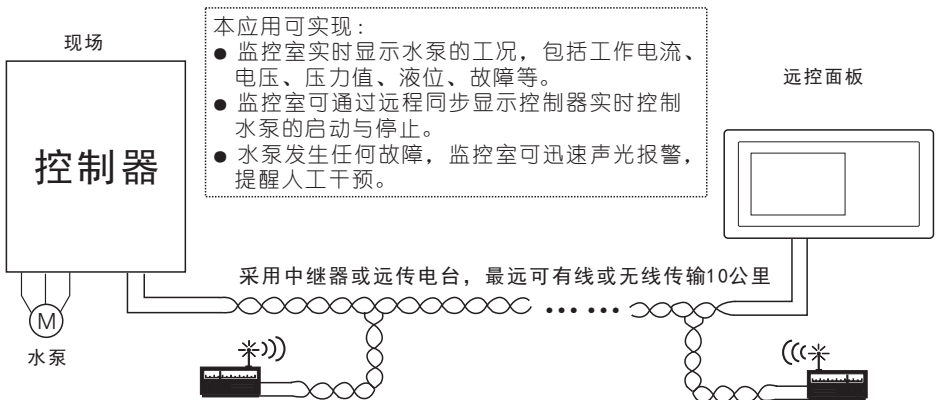 现场
控制器
本应用可实现：
● 监控室实时显示水泵的工况，包括工作电流、
电压、压力值、液位、故障等。
● 监控室可通过远程同步显示控制器实时控制
水泵的启动与停止。
● 水泵发生任何故障，监控室可迅速声光报警，
提醒人工干预。
远控面板
采用中继器或远传电台，最远可有线或无线传输10公里
M
水泵